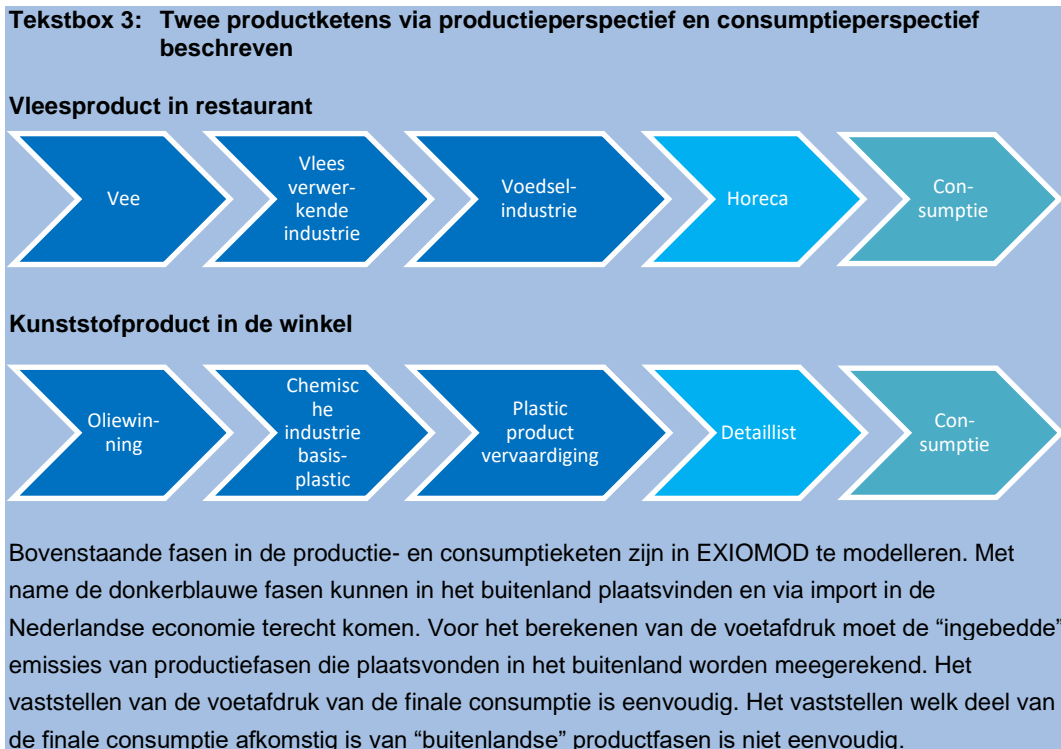 Tekstbox 3: Twee productketens via productieperspectief en consumptieperspectief
beschreven
Vleesproduct in restaurant
Vee
Vlees
verwer-
kende
industrie
Voedsel-
industrie
Horeca
Con-
sumptie
Kunststofproduct in de winkel
Oliewin-
ning
Chemisc
he
industrie
basis-
plastic
Plastic
product
vervaardiging
Detaillist
Con-
sumptie
Bovenstaande fasen in de productie- en consumptieketen zijn in EXIOMOD te modelleren. Met
name de donkerblauwe fasen kunnen in het buitenland plaatsvinden en via import in de
Nederlandse economie terecht komen. Voor het berekenen van de voetafdruk moet de “ingebedde”
emissies van productiefasen die plaatsvonden in het buitenland worden meegerekend. Het
vaststellen van de voetafdruk van de finale consumptie is eenvoudig. Het vaststellen welk deel van
de finale consumptie afkomstig is van “buitenlandse” productfasen is niet eenvoudig.